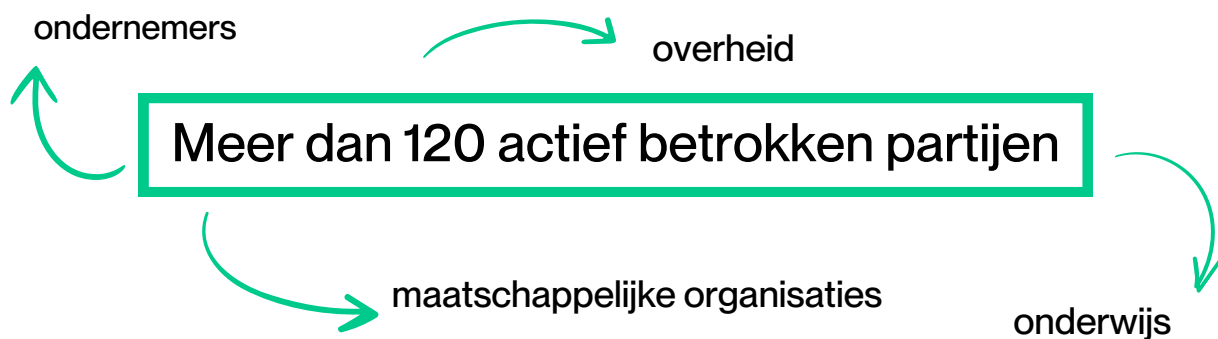 ondernemers
overheid
Meer dan 120 actief betrokken partijen
maatschappelijke organisaties
onderwijs